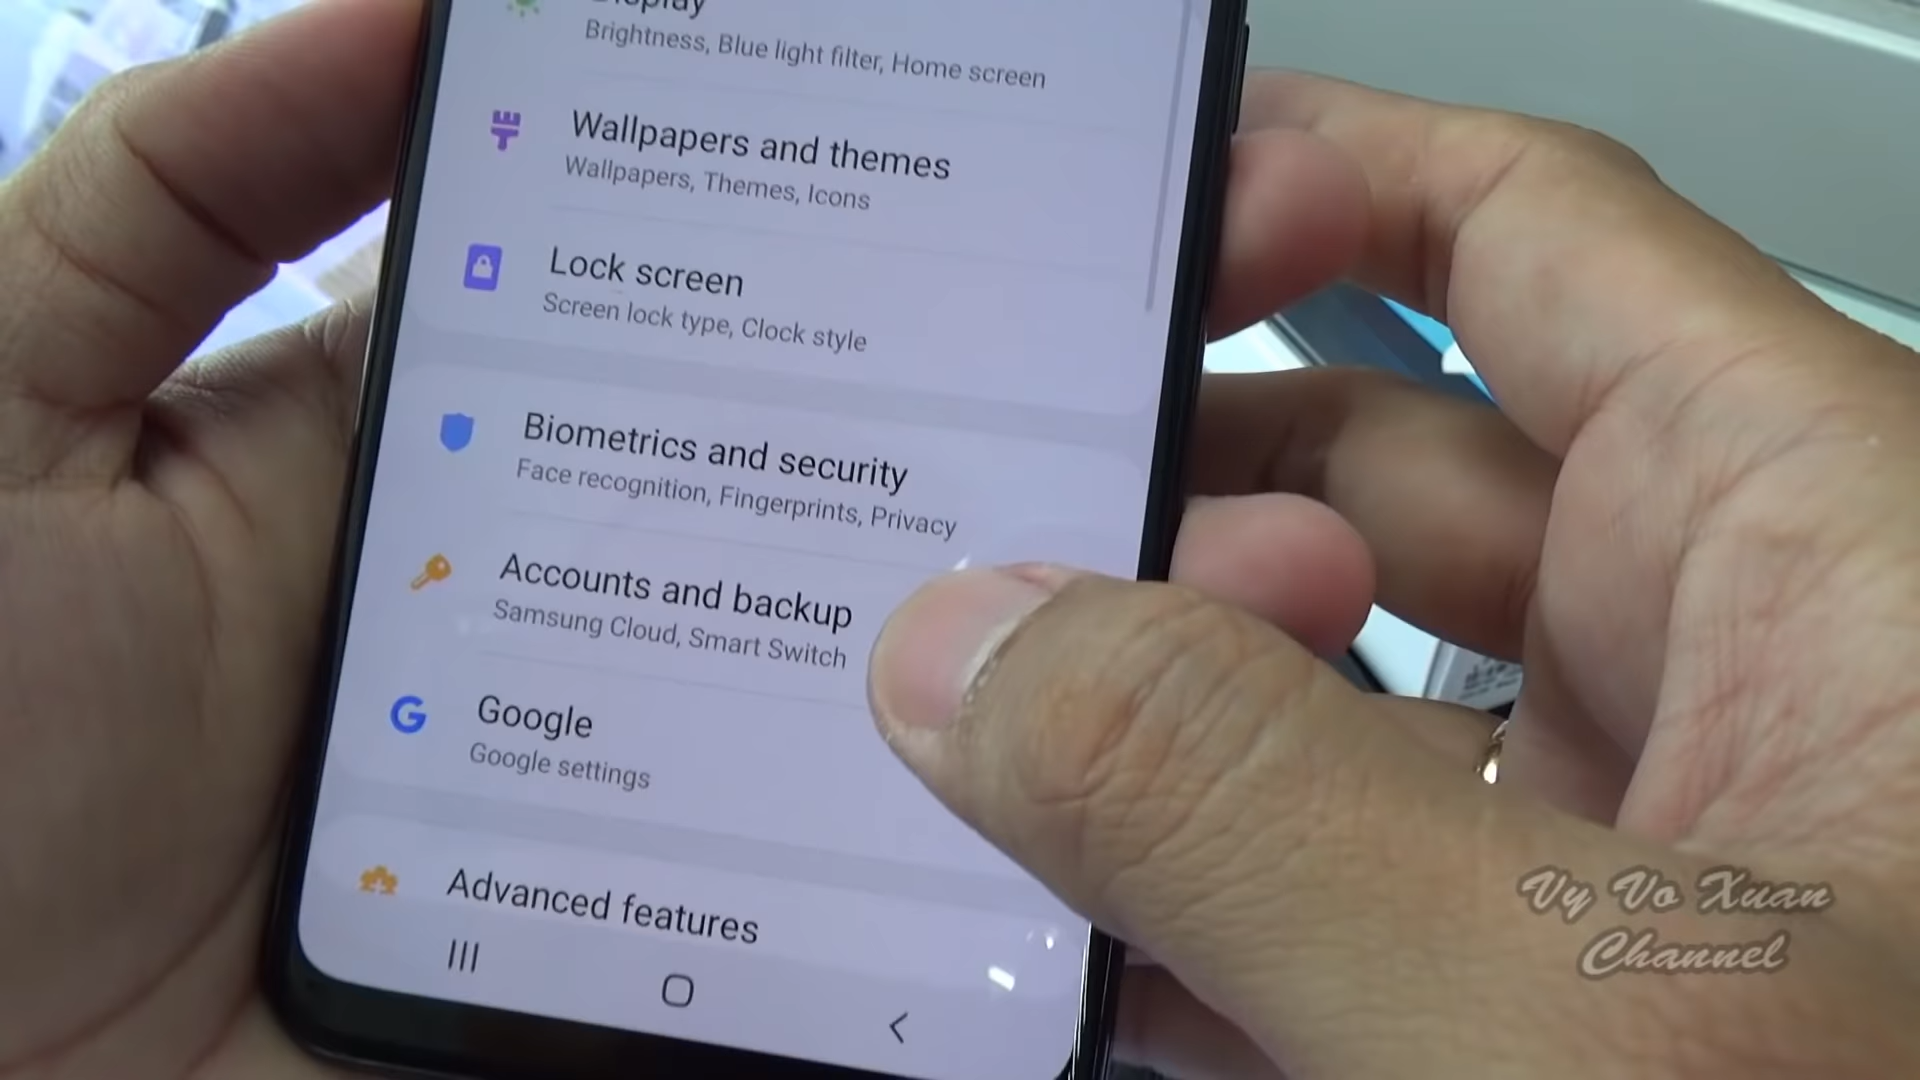 Display
Brightness, Blue light filter, Home screen
Wallpapers and themes
Wallpapers, Themes, Icons
Lock screen
Screen lock type, Clock style
Biometrics and security
Face recognition, Fingerprints, Privacy
Accounts and backup
Samsung Cloud, Smart Switch
Google
Google settings
Advanced features
Vy Vo Xuan
Channel